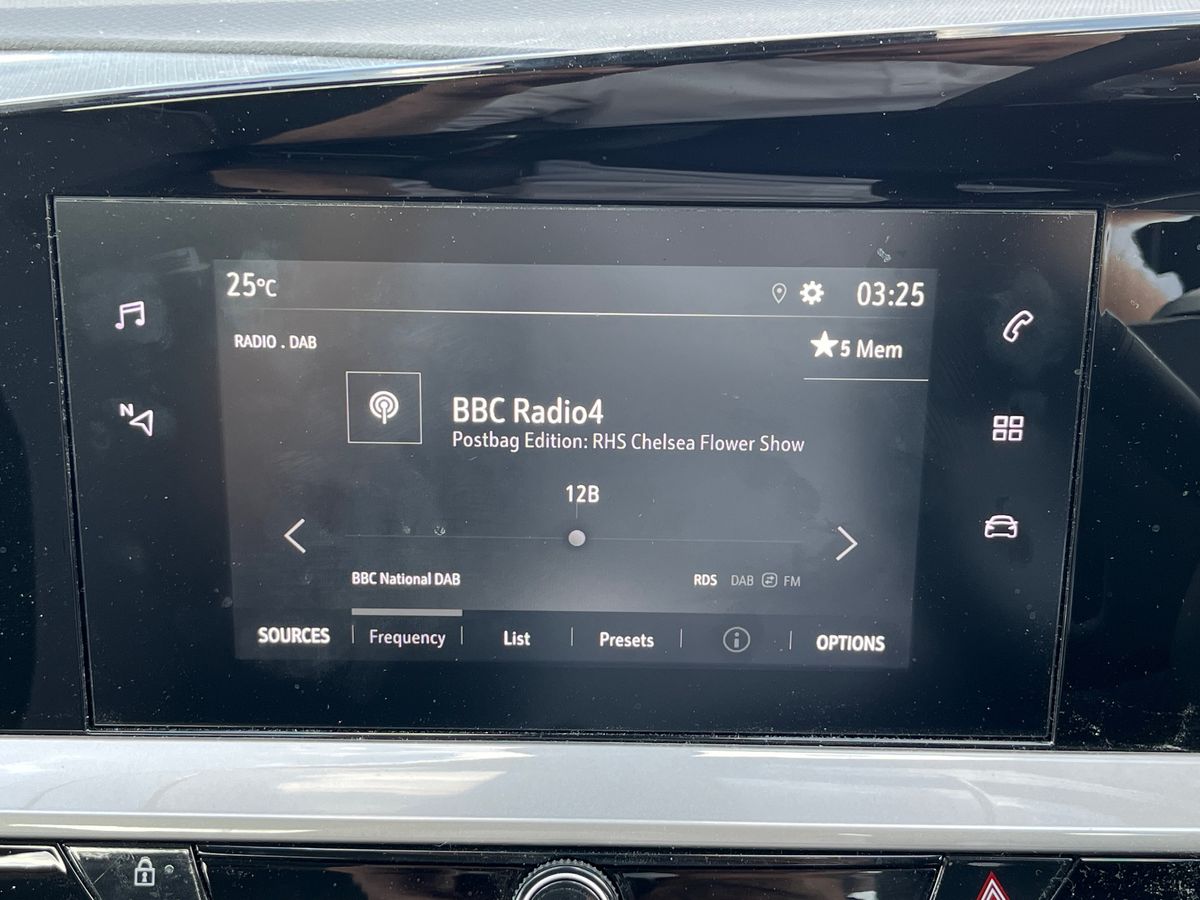 25°C
03:25
RADIO . DAB
5 Mem
N
BBC Radio4
Postbag Edition: RHS Chelsea Flower Show
12B
BBC National DAB
RDS DAB FM
SOURCES Frequency List Presets OPTIONS